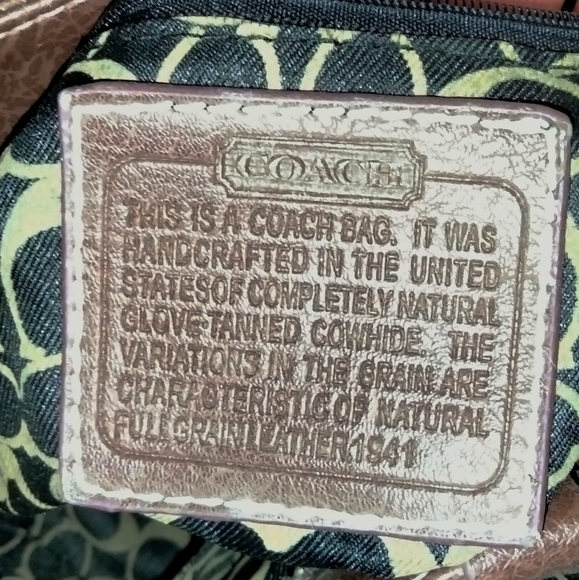 COACH
THIS IS A COACH BAG. IT WAS
HANDCRAFTED IN THE UNITED
STATESOF COMPLETELY NATURAL
GLOVE-TANNED COWHIDE. THE
VARIATIONS IN THE GRAIN ARE
CHARACTERISTIC OF NATURAL
FULL GRAIN LEATHER 1941